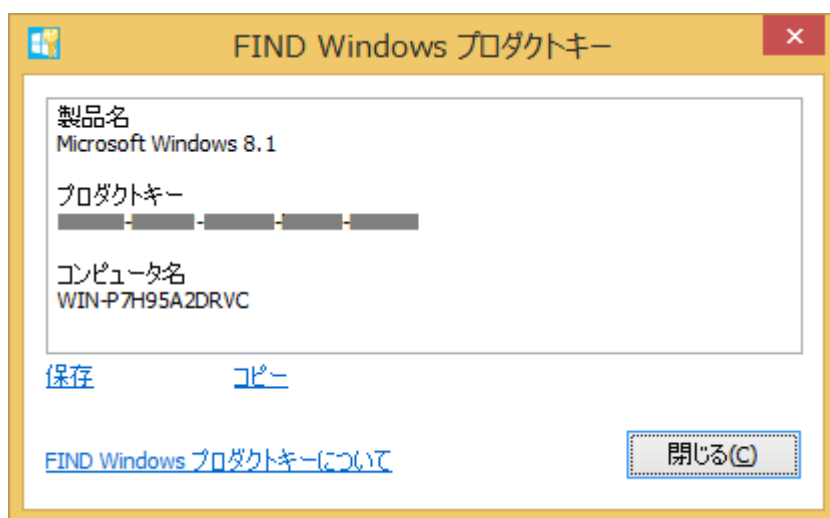 FIND Windows プロダクトキー
製品名
Microsoft Windows 8.1
プロダクトキー
- - - -
コンピュータ名
WIN-P7H95A2DRVC
保存
コピー
FIND Windows プロダクトキーについて
閉じる(C)